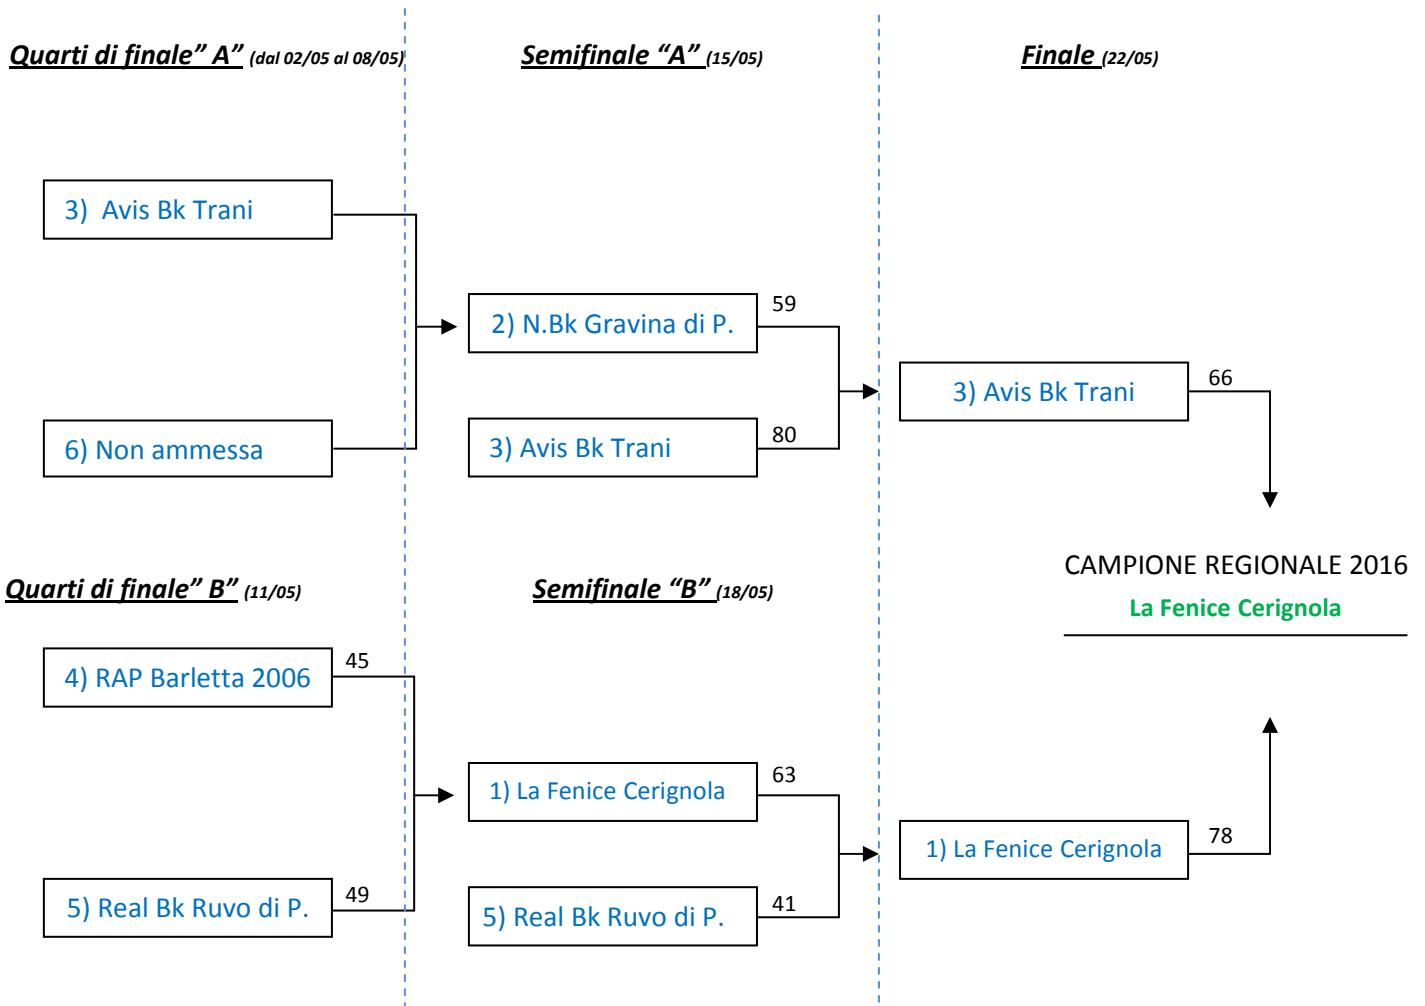 Quarti di finale” A” (dal 02/05 al 08/05)
Semifinale “A” (15/05)
Finale (22/05)
3) Avis Bk Trani
2) N.Bk Gravina di P.
59
3) Avis Bk Trani
66
6) Non ammessa
3) Avis Bk Trani
80
CAMPIONE REGIONALE 2016
La Fenice Cerignola
Quarti di finale” B” (11/05)
Semifinale “B” (18/05)
4) RAP Barletta 2006
45
1) La Fenice Cerignola
63
1) La Fenice Cerignola
78
5) Real Bk Ruvo di P.
49
5) Real Bk Ruvo di P.
41